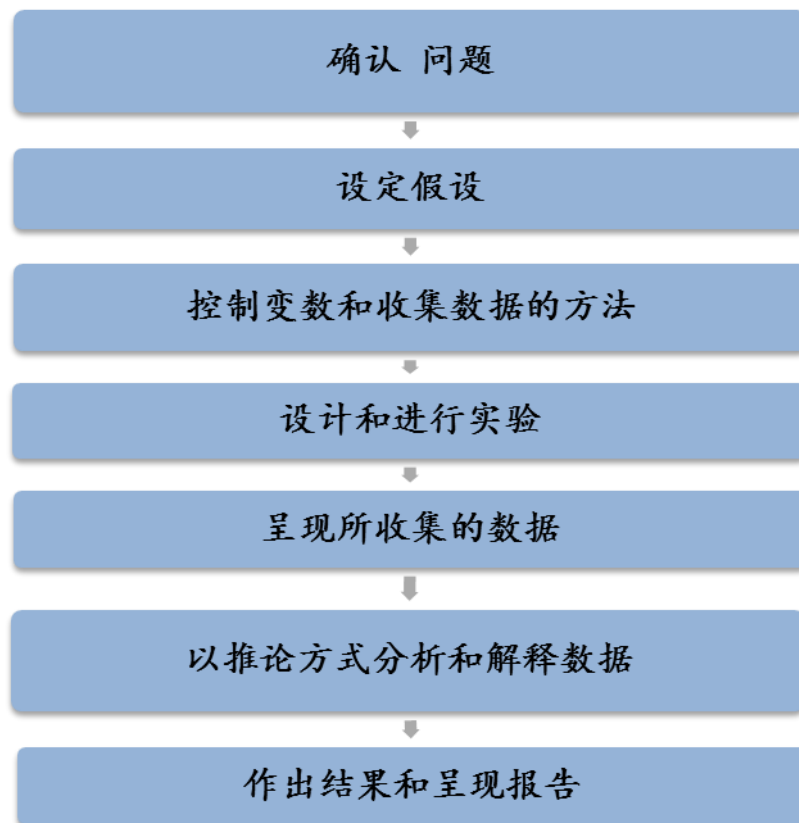 确认 问题
设定假设
控制变数和收集数据的方法
设计和进行实验
呈现所收集的数据
以推论方式分析和解释数据
作出结果和呈现报告